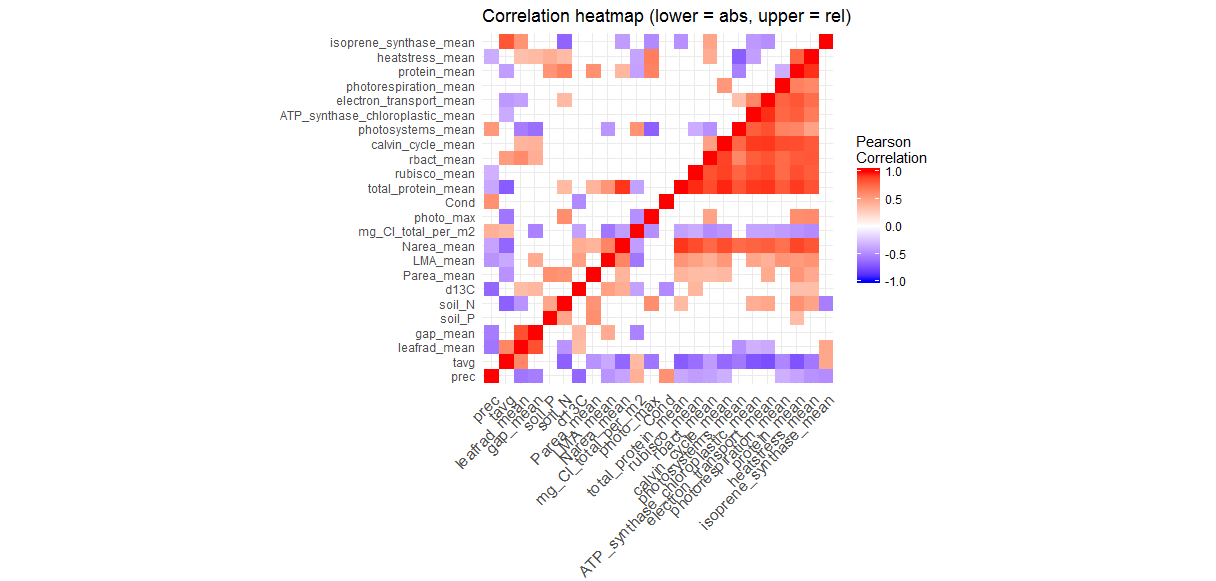 Correlation heatmap (lower = abs, upper = rel)
isoprene_synthase_mean
heatstress_mean
protein_mean
photorespiration_mean
electron_transport_mean
ATP_synthase_chloroplastic_mean
photosystems_mean
calvin_cycle_mean
rbact_mean
rubisco_mean
total_protein_mean
Cond
photo_max
mg_Cl_total_per_m2
Narea_mean
LMA_mean
Parea_mean
d13C
soil_N
soil_P
gap_mean
leafrad_mean
tavg
prec
prec
tavg
leafrad_mean
gap_mean
soil_P
soil_N
d13C
Parea_mean
LMA_mean
Narea_mean
mg_Cl_total_per_m2
photo_max
Cond
total_protein_mean
rubisco_mean
rbact_mean
calvin_cycle_mean
photosystems_mean
ATP_synthase_chloroplastic_mean
electron_transport_mean
photorespiration_mean
protein_mean
heatstress_mean
isoprene_synthase_mean
Pearson
Correlation
1.0
0.5
0.0
-0.5
-1.0